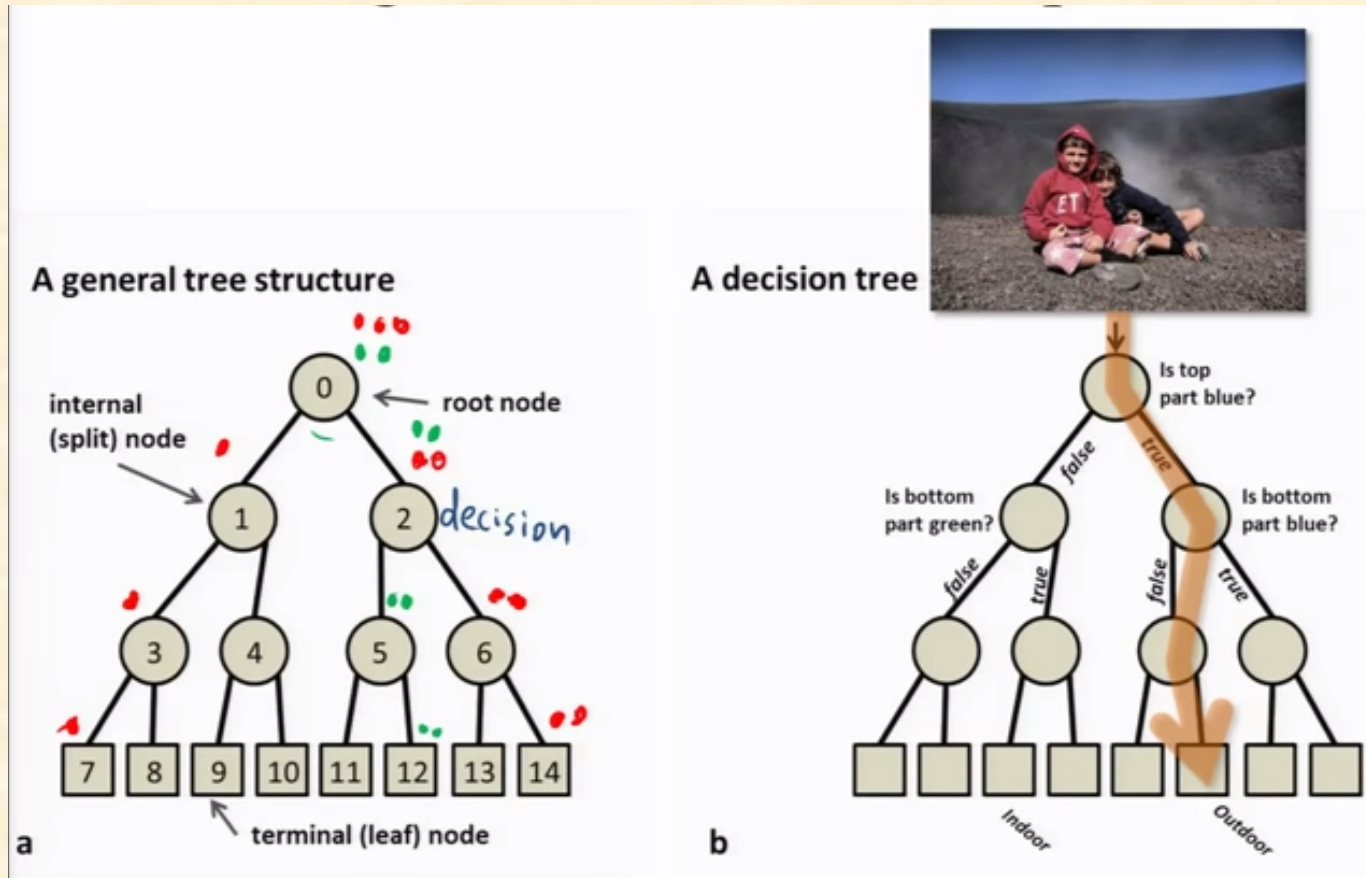 A general tree structure
0
root node
internal
(split) node
1
2
decision
3
4
5
6
7
8
9
10
11
12
13
14
terminal (leaf) node
a
A decision tree
ET
Is top
part blue?
false
true
Is bottom
part green?
Is bottom
part blue?
false
true
false
true
Indoor
Outdoor
b